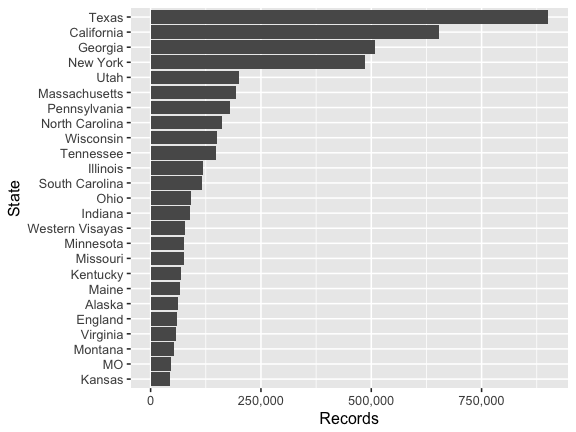 Texas
California
Georgia
New York
Utah
Massachusetts
Pennsylvania
North Carolina
Wisconsin
Tennessee
Illinois
South Carolina
Ohio
Indiana
Western Visayas
Minnesota
Missouri
Kentucky
Maine
Alaska
England
Virginia
Montana
MO
Kansas
State
0 250,000 500,000 750,000
Records